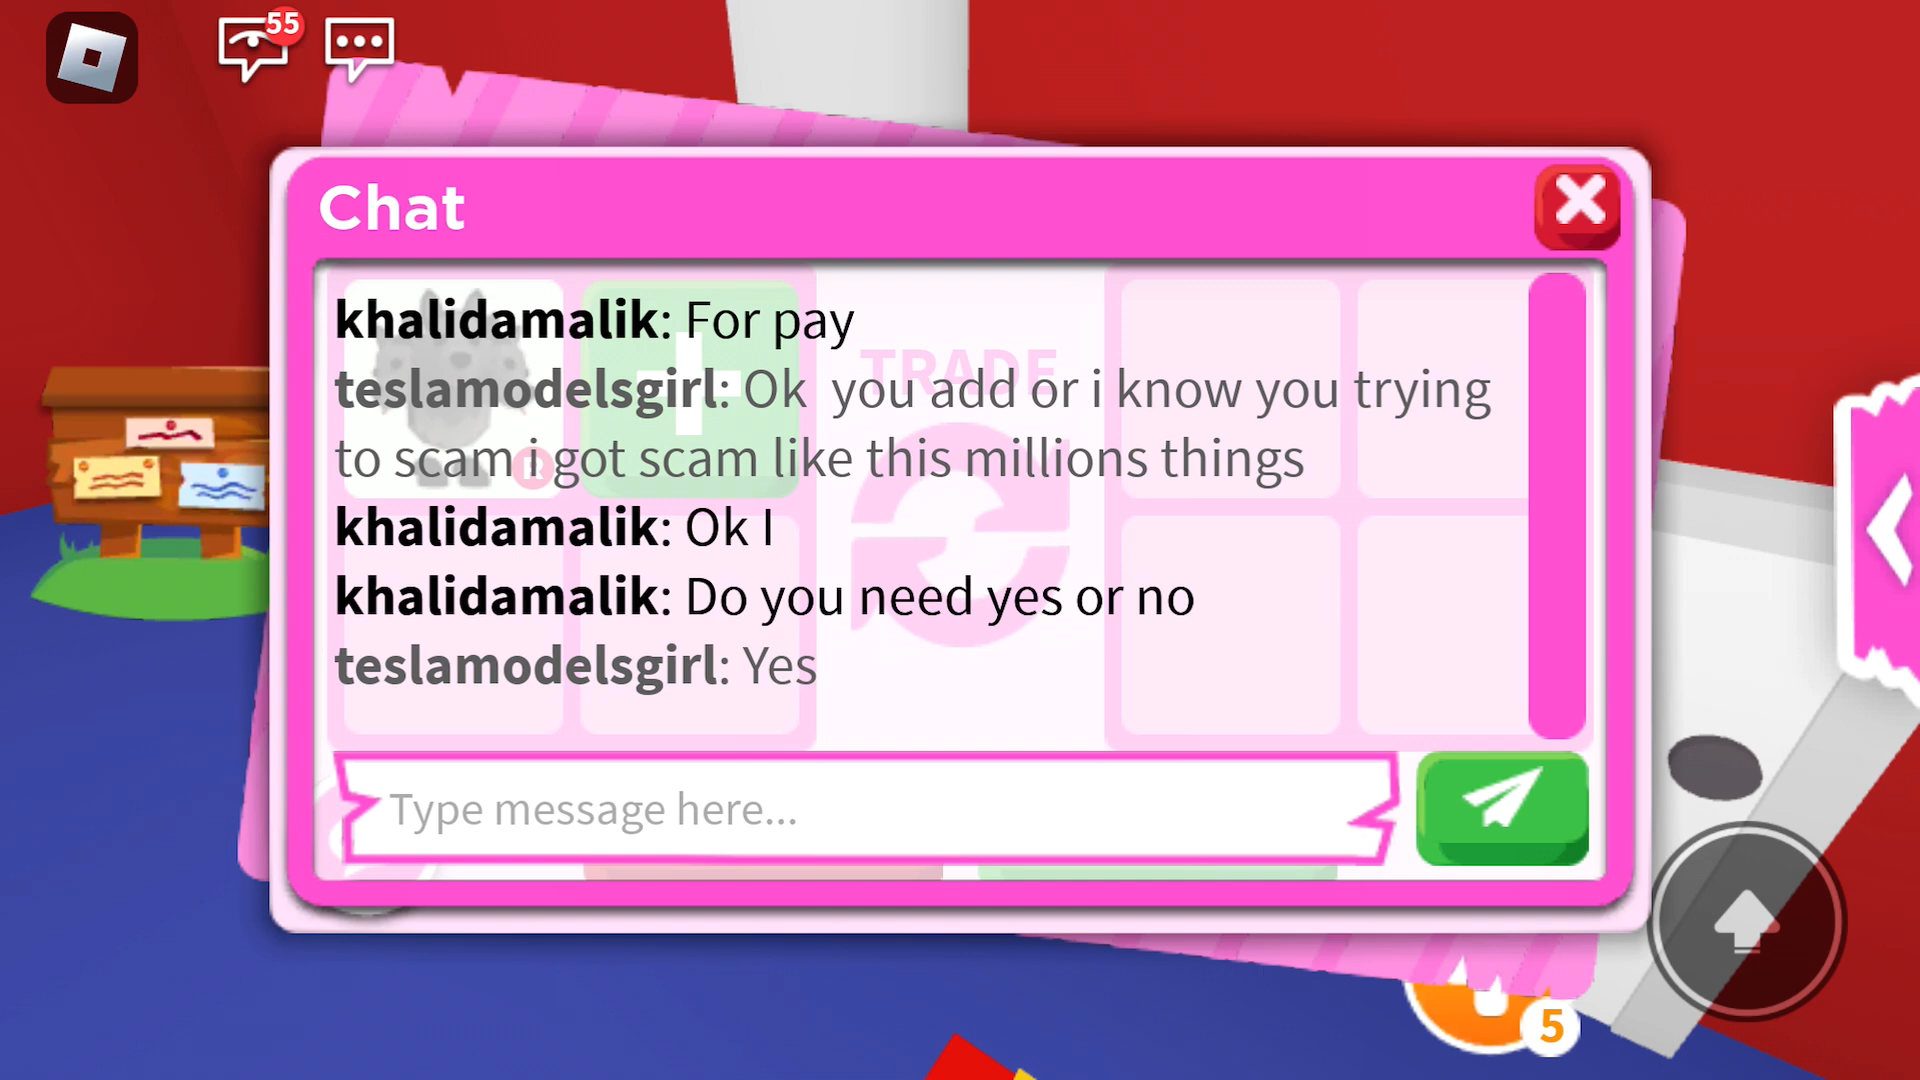 55
Chat
khalidamalik: For pay
TRADE
teslamodelsgirl: Ok  you add or i know you trying
to scam i got scam like this millions things
R
khalidamalik: Ok I
khalidamalik: Do you need yes or no
teslamodelsgirl: Yes
Type message here...
5